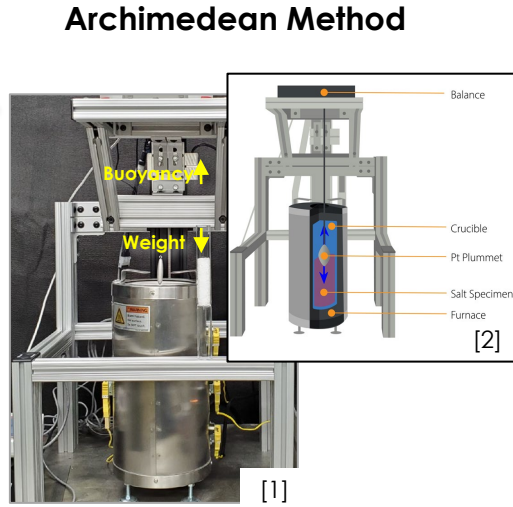 Archimedean Method
Buoyancy
Weight
Balance
Crucible
Pt Plummet
Salt Specimen
Furnace
[2]
[1]